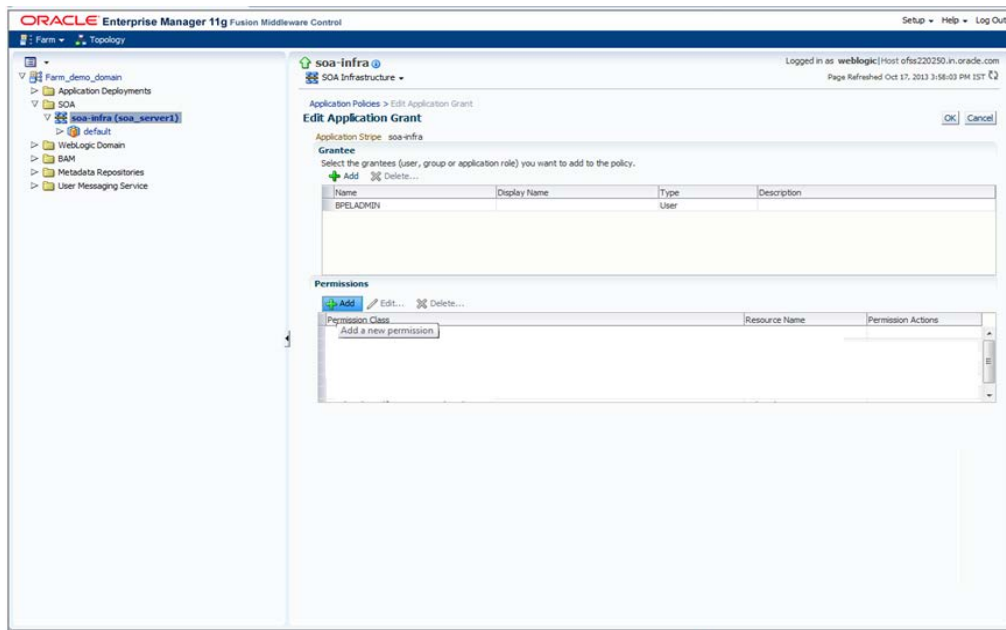 ORACLE Enterprise Manager 11g Fusion Middleware Control
Setup Help Log Out
Farm Topology
Farm_demo_domain
Application Deployments
SOA
soa-infra (soa_server1)
default
WebLogic Domain
BAM
Metadata Repositories
User Messaging Service
soa-infra
SOA Infrastructure
Logged in as weblogic|Host ofss220250.in.oracle.com
Page Refreshed Oct 17, 2013 3:58:03 PM IST
Application Policies > Edit Application Grant
Edit Application Grant
OK Cancel
Application Stripe soa-infra
Grantee
Select the grantees (user, group or application role) you want to add to the policy.
Add Delete...
Name Display Name Type Description
BPELADMIN User
Permissions
Add Edit... Delete...
Permission Class Resource Name Permission Actions
Add a new permission